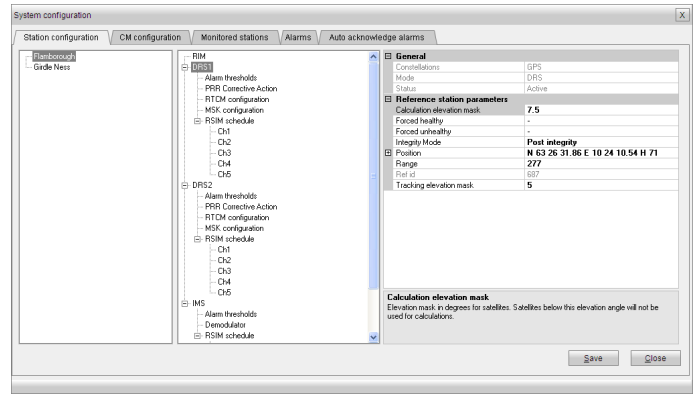 System configuration
X
Station configuration
CM configuration
Monitored stations
Alarms
Auto acknowledge alarms
Flamborough
Girdle Ness
RIM
DRS1
Alarm thresholds
PRR Corrective Action
RTCM configuration
MSK configuration
RSIM schedule
Ch1
Ch2
Ch3
Ch4
Ch5
DRS2
Alarm thresholds
PRR Corrective Action
RTCM configuration
MSK configuration
RSIM schedule
Ch1
Ch2
Ch3
Ch4
Ch5
IMS
Alarm thresholds
Demodulator
RSIM schedule
General
Constellations GPS
Mode DRS
Status Active
Reference station parameters
Calculation elevation mask 7.5
Forced healthy -
Forced unhealthy -
Integrity Mode Post integrity
Position N 63 26 31.86 E 10 24 10.54 H 71
Range 277
Ref id 687
Tracking elevation mask 5
Calculation elevation mask
Elevation mask in degrees for satellites. Satellites below this elevation angle will not be
used for calculations.
Save
Close